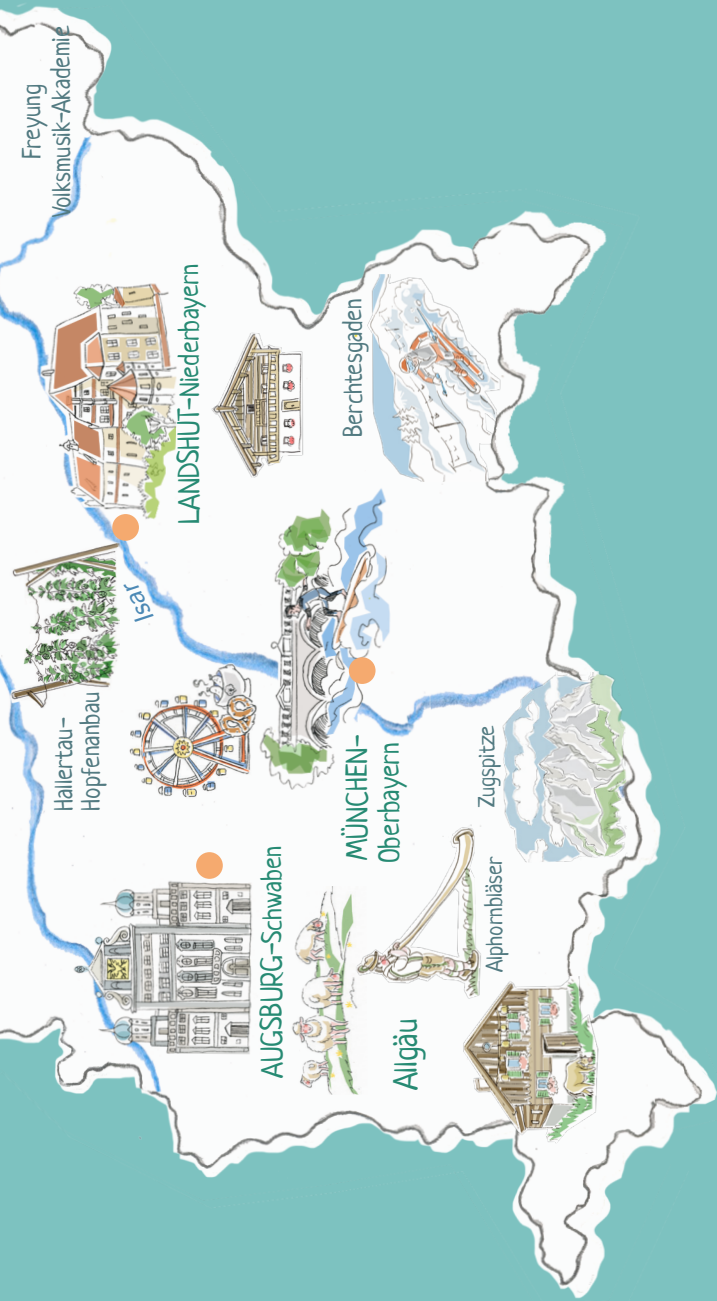 Freyung
Volksmusik-Akademie
LANDSHUT-Niederbayern
Isar
Hallertau-
Hopfenanbau
Berchtesgaden
MÜNCHEN-
Oberbayern
Zugspitze
AUGSBURG-Schwaben
Alphornbläser
Allgäu